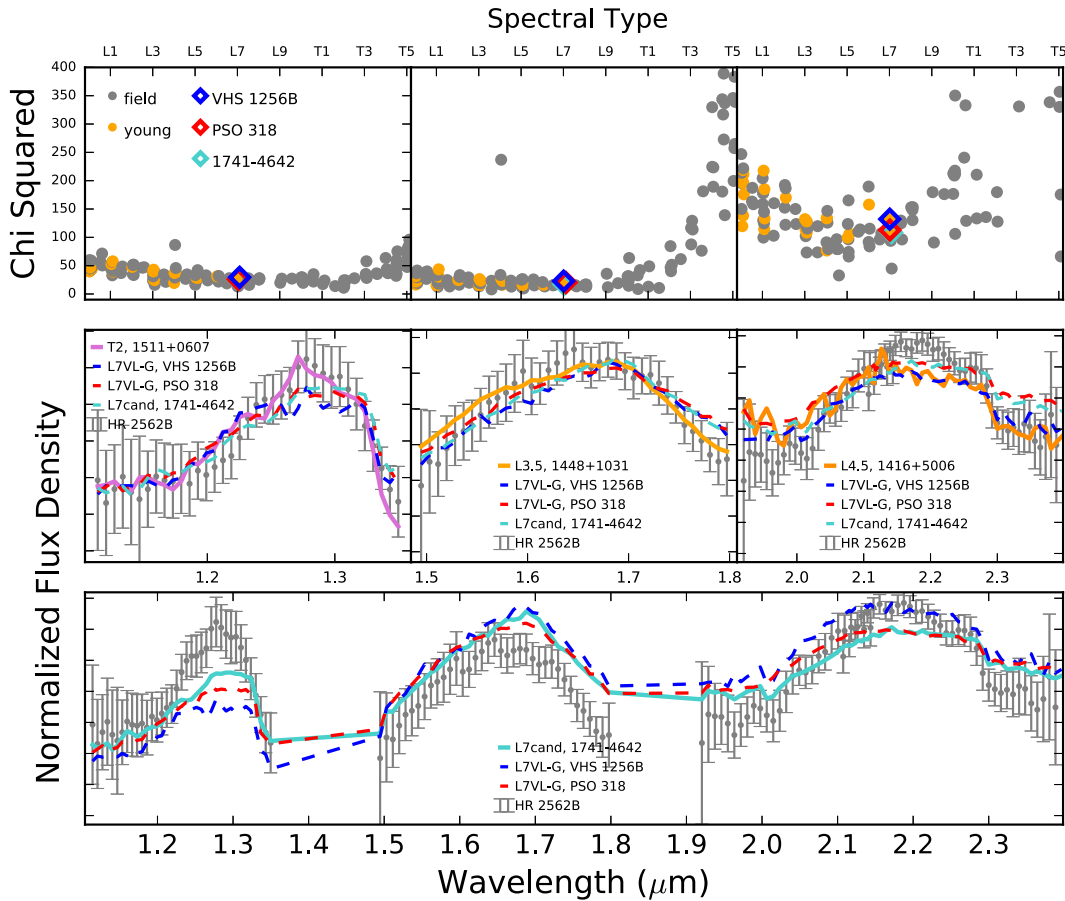 Spectral Type
L1 L3 L5 L7 L9 T1 T3 T5
L1 L3 L5 L7 L9 T1 T3 T5
L1 L3 L5 L7 L9 T1 T3 T5
Chi Squared
400
350
300
250
200
150
100
50
0
field
young
VHS 1256B
PSO 318
1741-4642
Normalized Flux Density
T2, 1511+0607
L7VL-G, VHS 1256B
L7VL-G, PSO 318
L7cand, 1741-4642
HR 2562B
1.2 1.3
L3.5, 1448+1031
L7VL-G, VHS 1256B
L7VL-G, PSO 318
L7cand, 1741-4642
HR 2562B
1.5 1.6 1.7 1.8
L4.5, 1416+5006
L7VL-G, VHS 1256B
L7VL-G, PSO 318
L7cand, 1741-4642
HR 2562B
2.0 2.1 2.2 2.3
L7cand, 1741-4642
L7VL-G, VHS 1256B
L7VL-G, PSO 318
HR 2562B
1.2 1.3 1.4 1.5 1.6 1.7 1.8 1.9 2.0 2.1 2.2 2.3
Wavelength (μm)